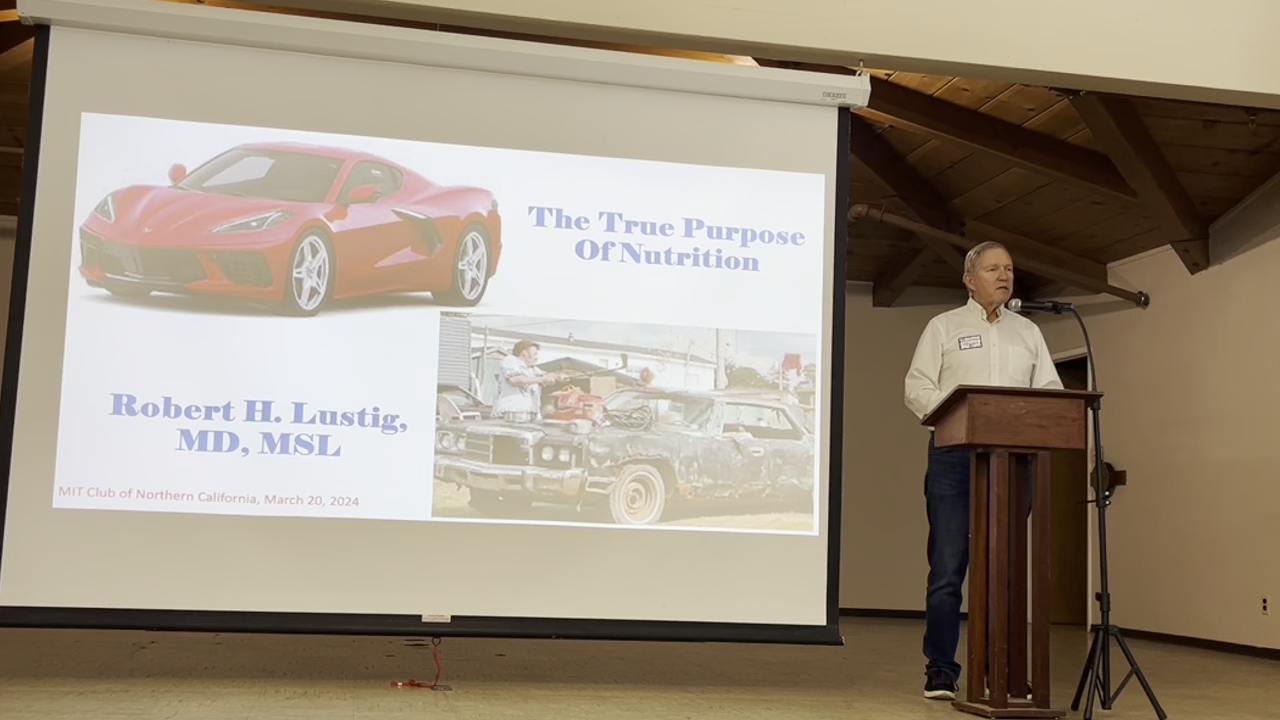 The True Purpose
Of Nutrition
Robert H. Lustig,
MD, MSL
MIT Club of Northern California, March 20, 2024